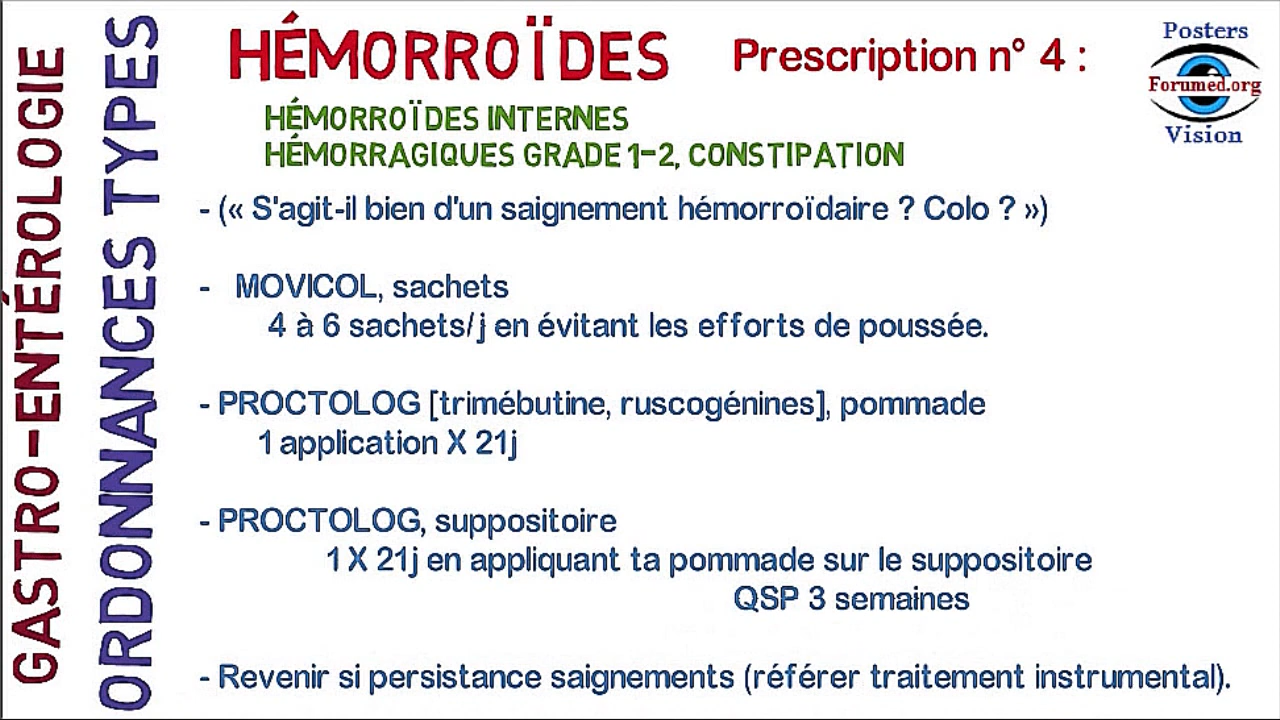 GASTRO-ENTÉROLOGIE
ORDONNANCES TYPES
HÉMORROÏDES
Prescription n° 4 :
Posters
Forumed.org
Vision
HÉMORROÏDES INTERNES
HÉMORRAGIQUES GRADE 1-2, CONSTIPATION
- (« S'agit-il bien d'un saignement hémorroïdaire ? Colo ? »)
- MOVICOL, sachets
4 à 6 sachets/j en évitant les efforts de poussée.
- PROCTOLOG [trimébutine, ruscogénines], pommade
1 application X 21j
- PROCTOLOG, suppositoire
1 X 21j en appliquant ta pommade sur le suppositoire
QSP 3 semaines
- Revenir si persistance saignements (référer traitement instrumental).